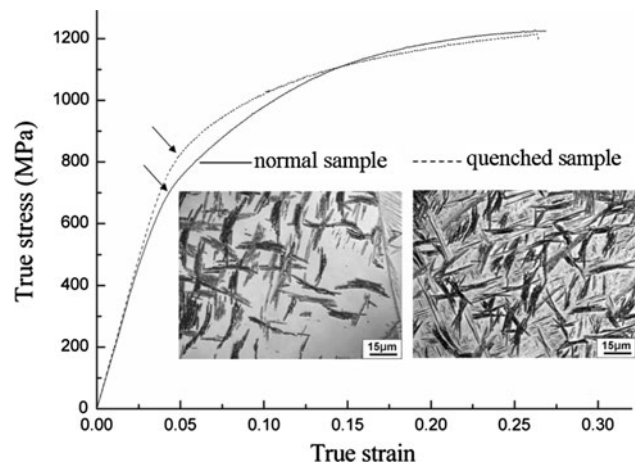 1200
1000
800
600
400
200
0
True stress (MPa)
normal sample
quenched sample
15μm
15μm
0.00 0.05 0.10 0.15 0.20 0.25 0.30
True strain